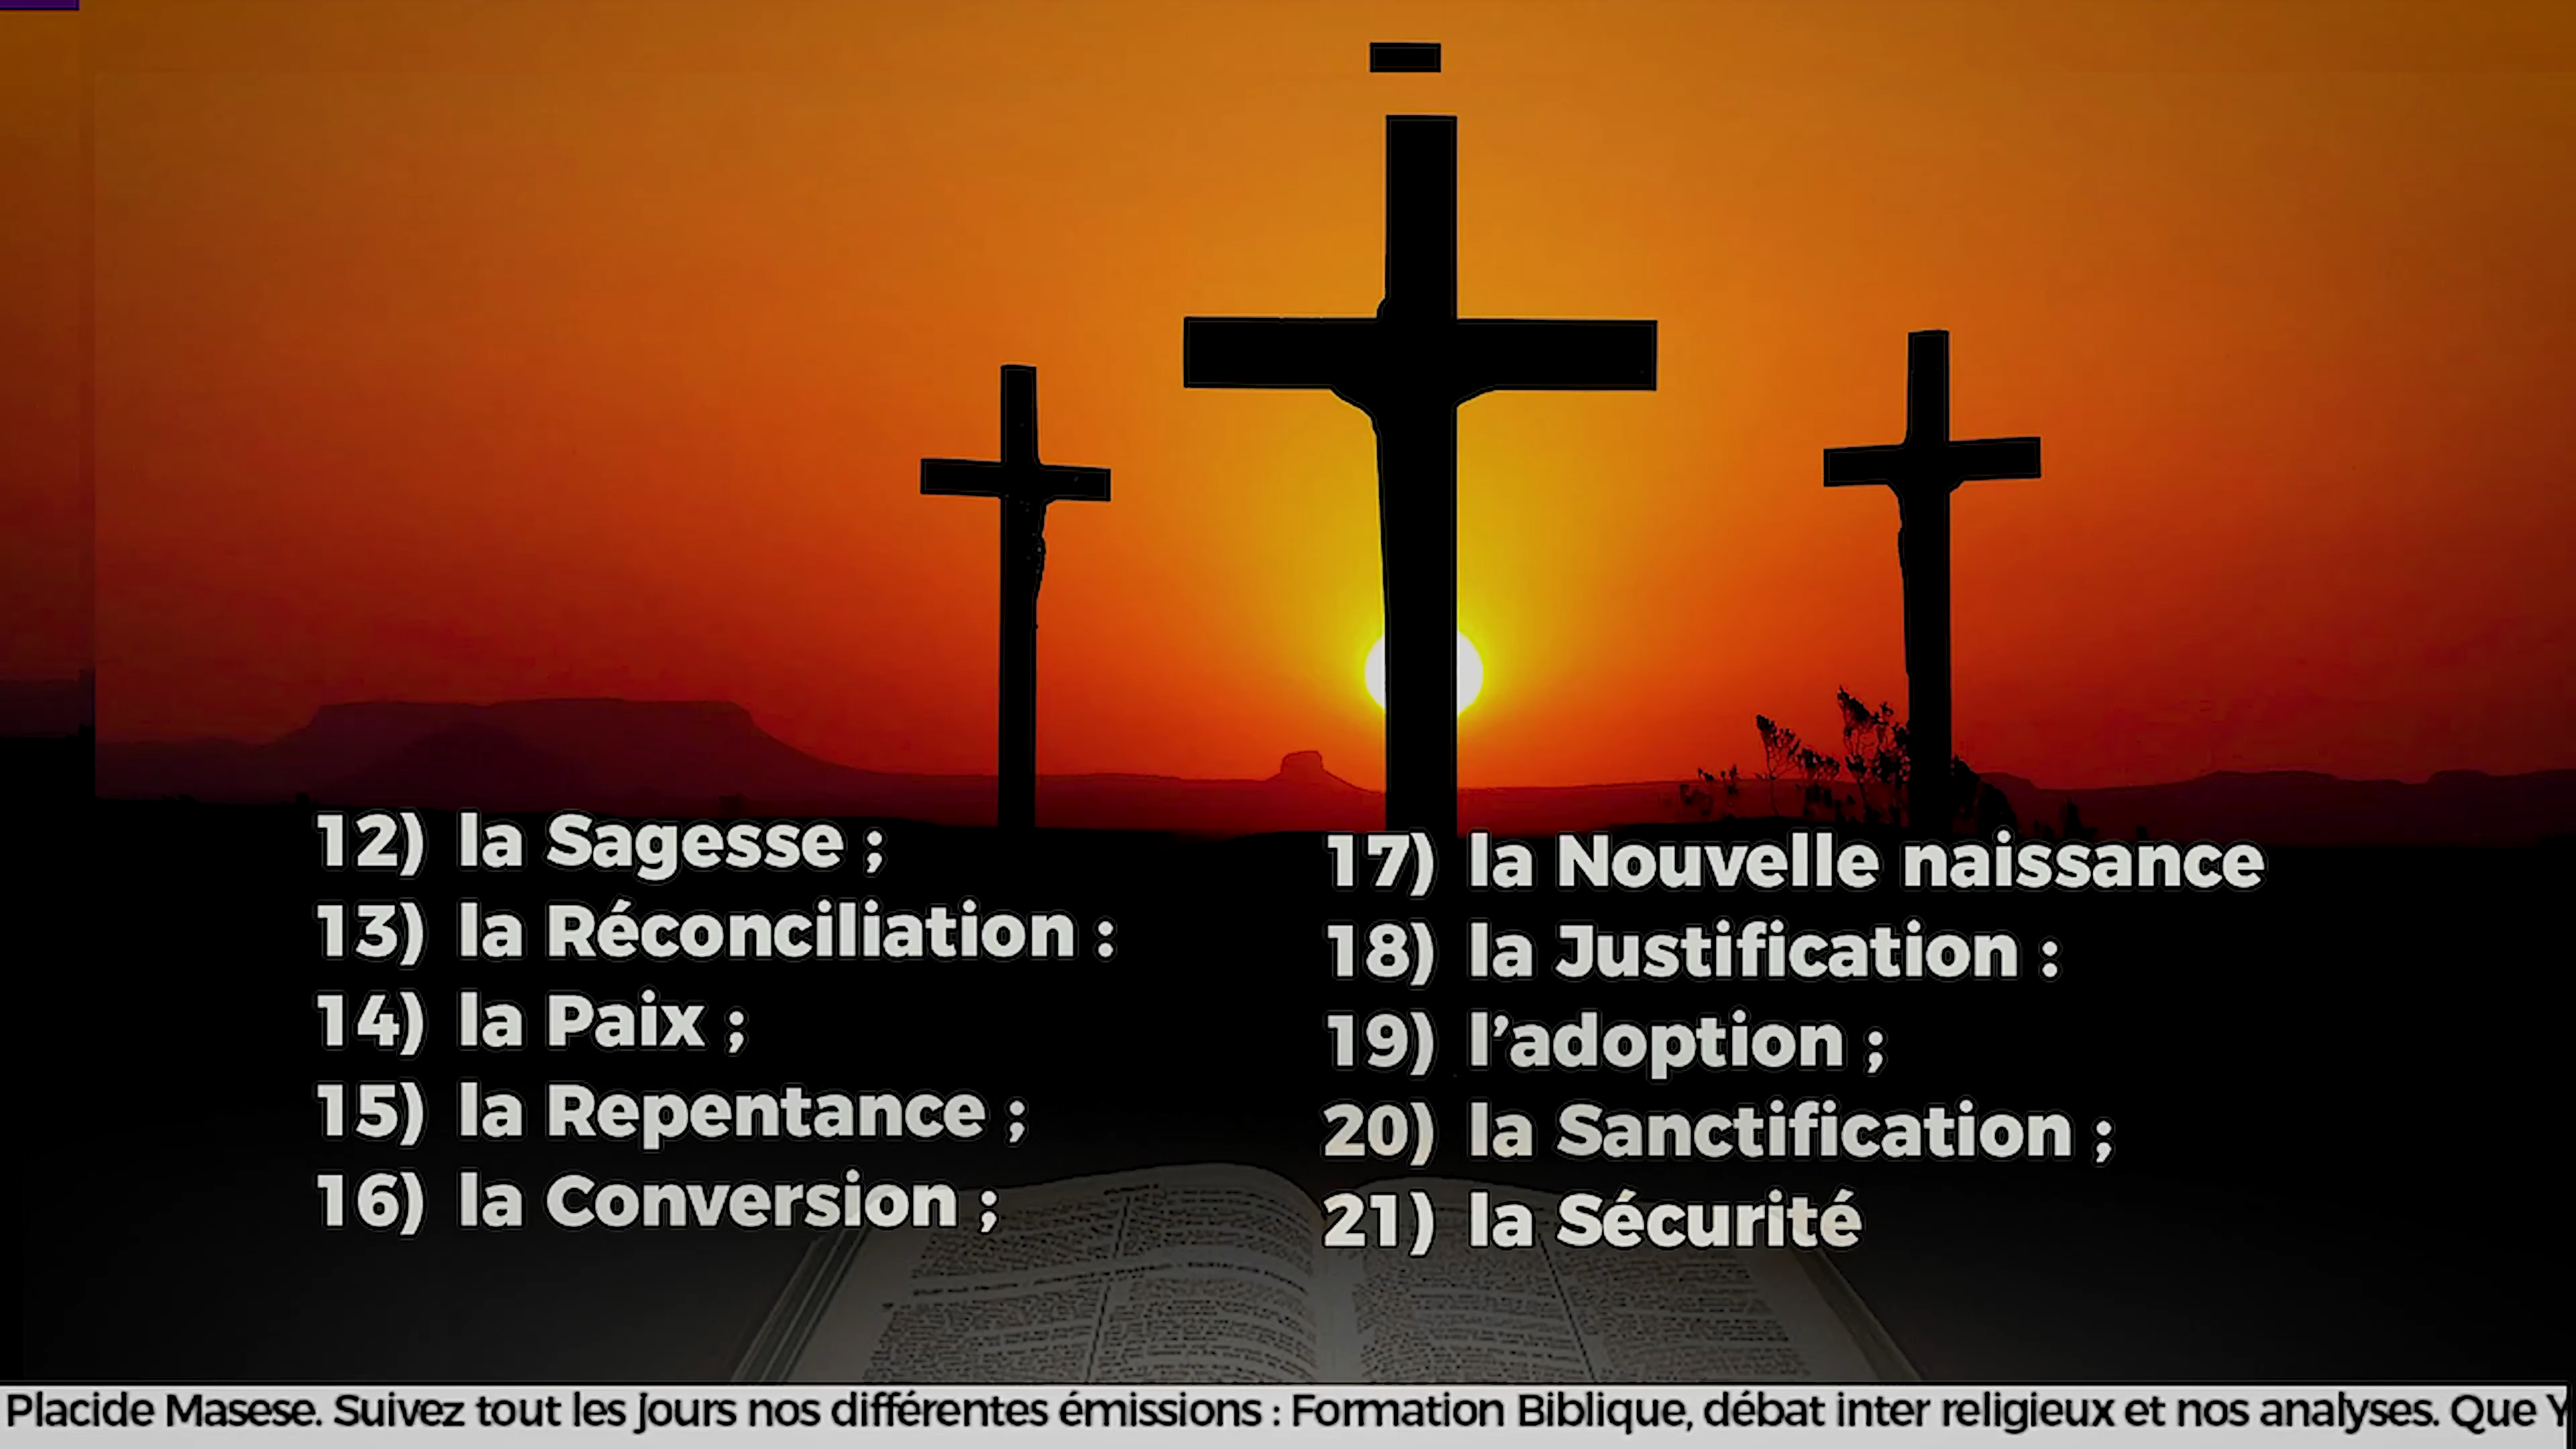 12) la Sagesse ;
13) la Réconciliation :
14) la Paix ;
15) la Repentance ;
16) la Conversion ;
17) la Nouvelle naissance
18) la Justification :
19) l’adoption ;
20) la Sanctification ;
21) la Sécurité
Placide Masese. Suivez tout les jours nos différentes émissions : Formation Biblique, débat inter religieux et nos analyses. Que Y